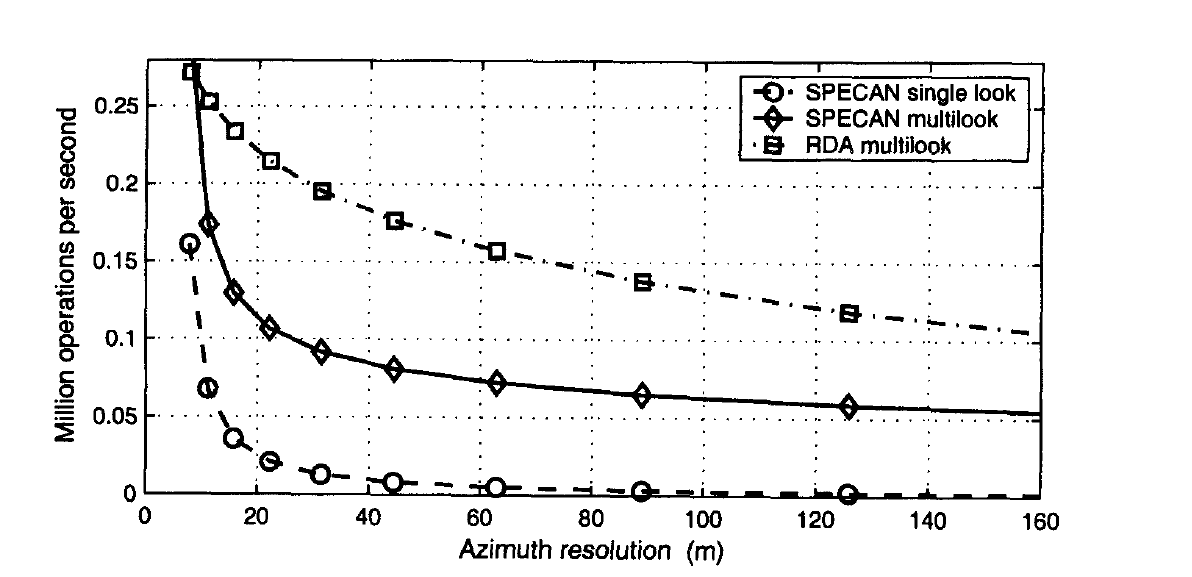 SPECAN single look
SPECAN multilook
RDA multilook
Million operations per second
0.25
0.2
0.15
0.1
0.05
0
0 20 40 60 80 100 120 140 160
Azimuth resolution (m)